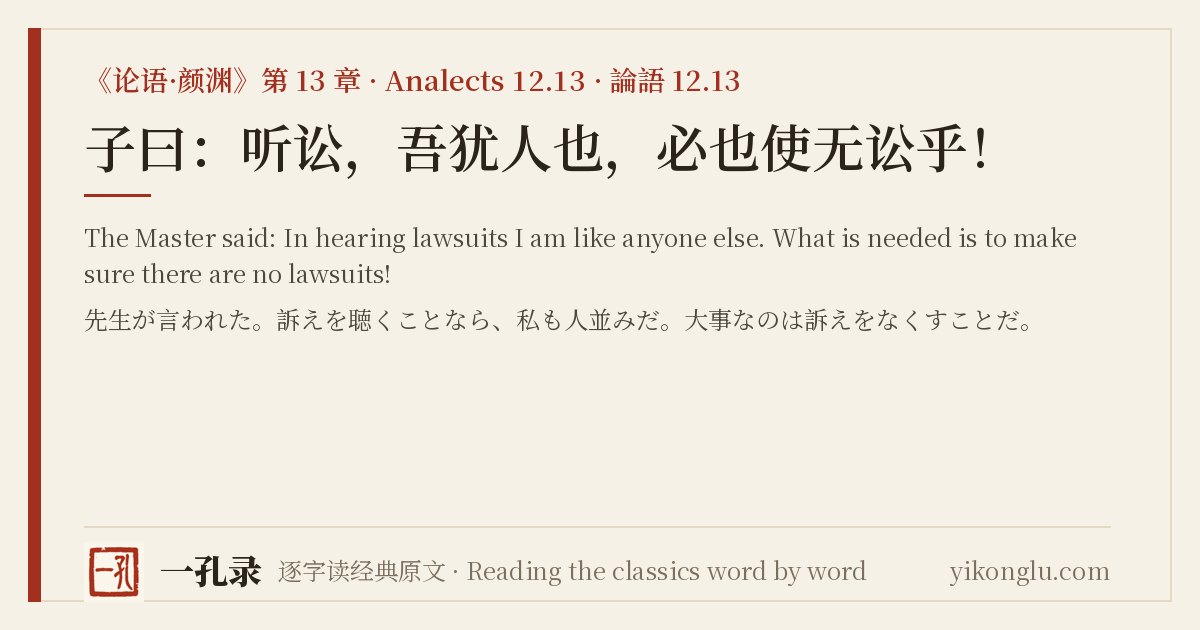 《论语·颜渊》第 13 章 · Analects 12.13 · 論語 12.13
子曰：听讼，吾犹人也，必也使无讼乎！
The Master said: In hearing lawsuits I am like anyone else. What is needed is to make
sure there are no lawsuits!
先生が言われた。訴えを聴くことなら、私も人並みだ。大事なのは訴えをなくすことだ。
一孔
一孔录 逐字读经典原文 · Reading the classics word by word yikonglu.com